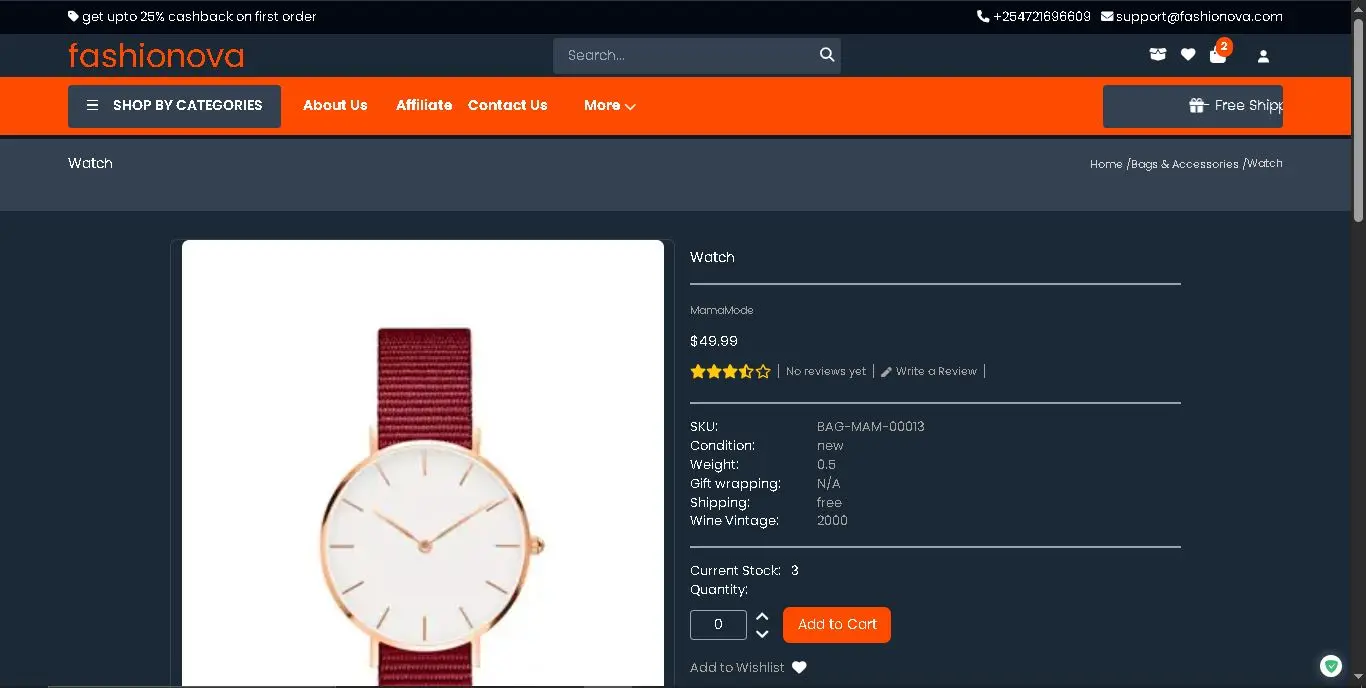 get upto 25% cashback on first order +254721696609 support@fashionova.com
fashionova Search... 2
SHOP BY CATEGORIES About Us Affiliate Contact Us More Free Shipp
Watch Home /Bags & Accessories /Watch
Watch
MamaMode
$49.99
No reviews yet Write a Review
SKU: BAG-MAM-00013
Condition: new
Weight: 0.5
Gift wrapping: N/A
Shipping: free
Wine Vintage: 2000
Current Stock: 3
Quantity:
0 Add to Cart
Add to Wishlist